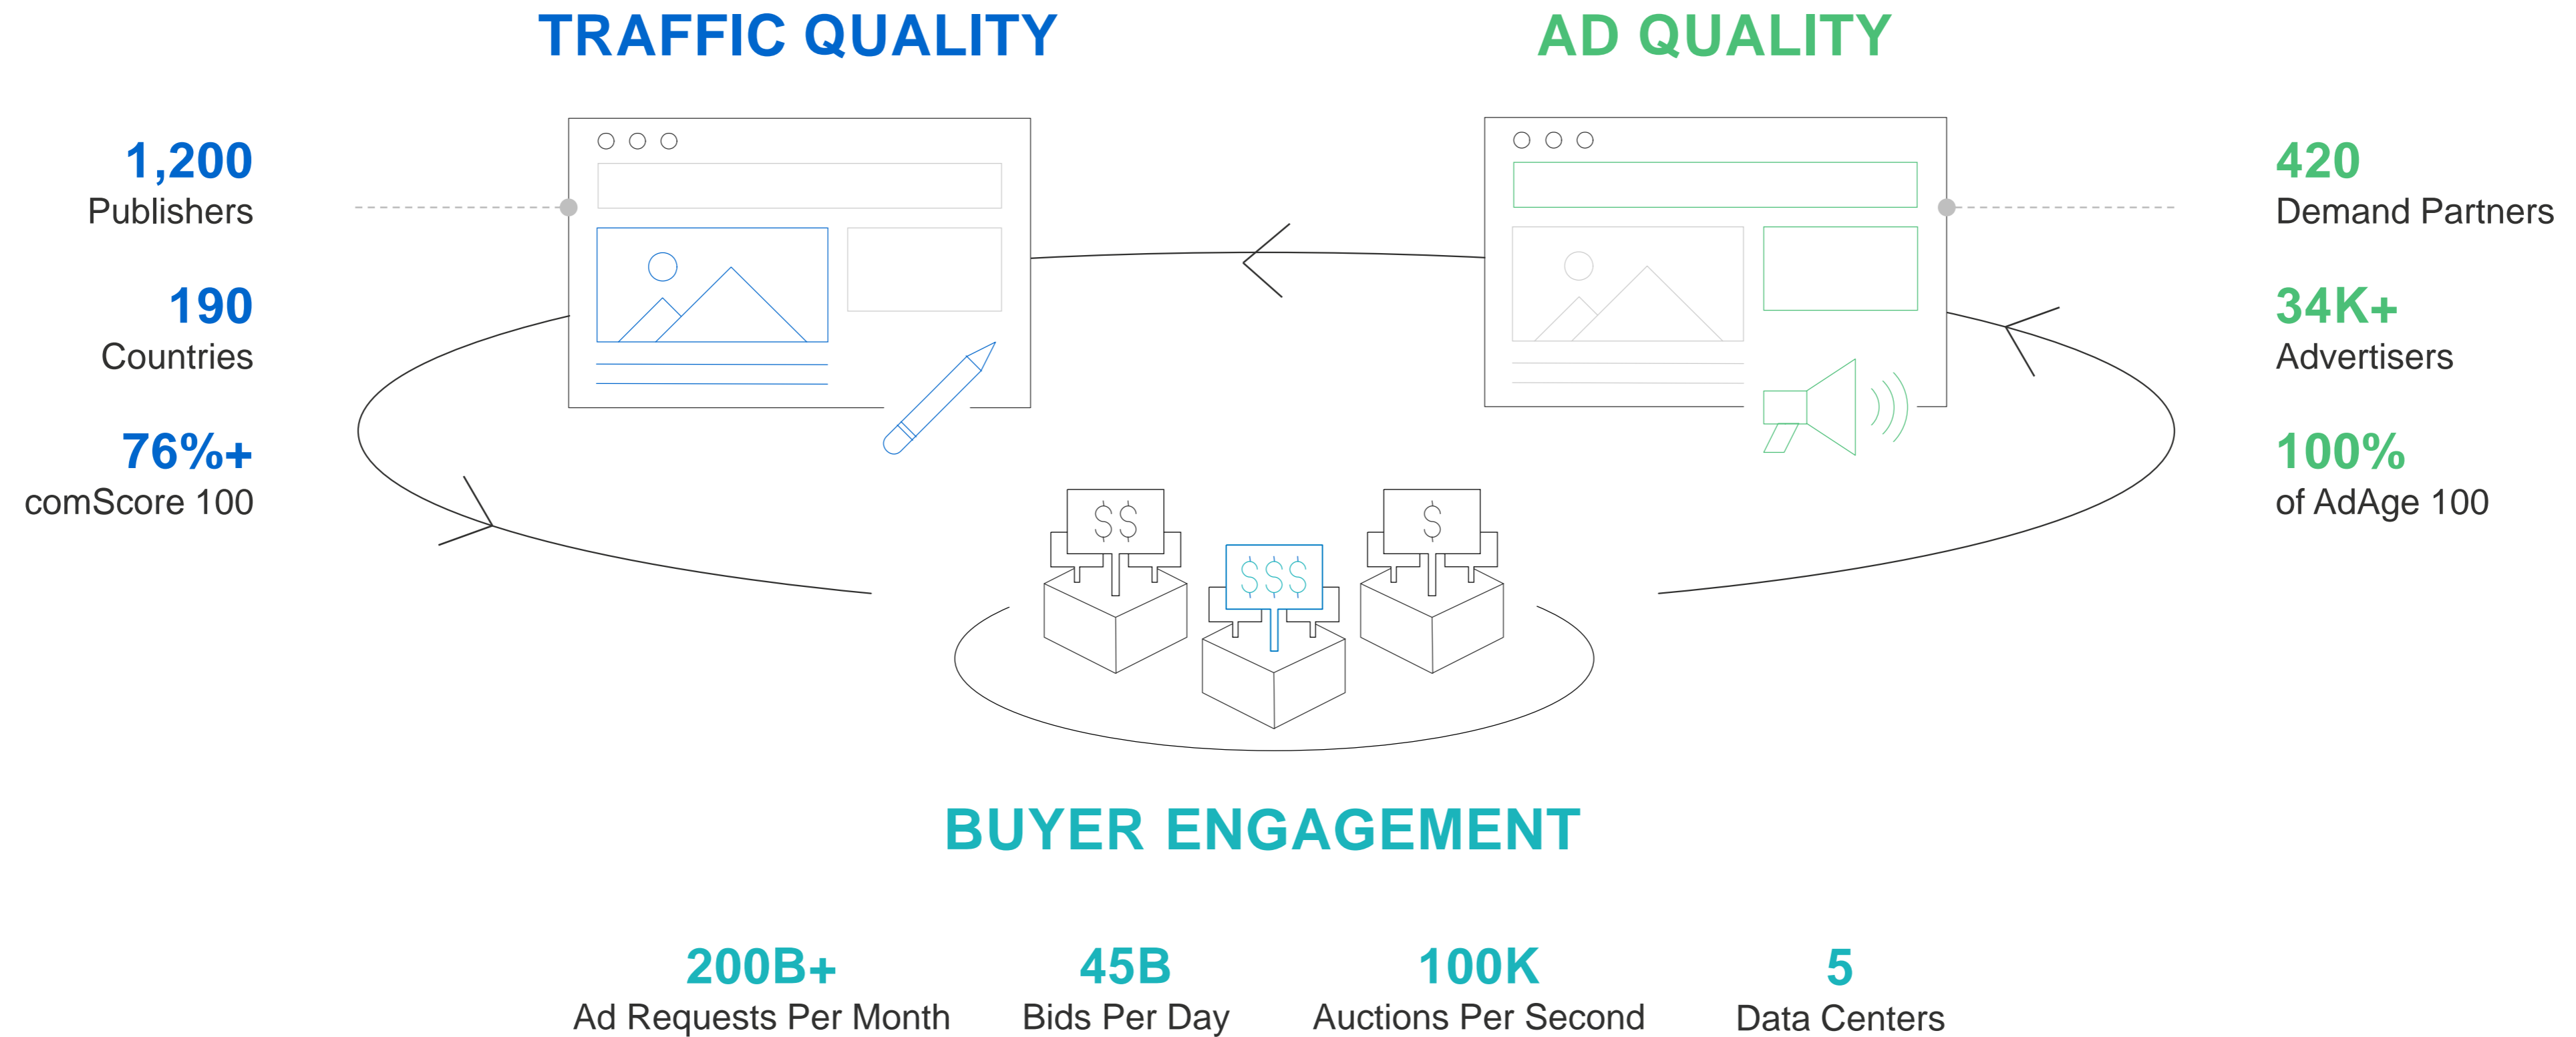 TRAFFIC QUALITY
AD QUALITY
1,200
Publishers
190
Countries
76%+
comScore 100
420
Demand Partners
34K+
Advertisers
100%
of AdAge 100
$$
$$$
$
BUYER ENGAGEMENT
200B+
Ad Requests Per Month
45B
Bids Per Day
100K
Auctions Per Second
5
Data Centers